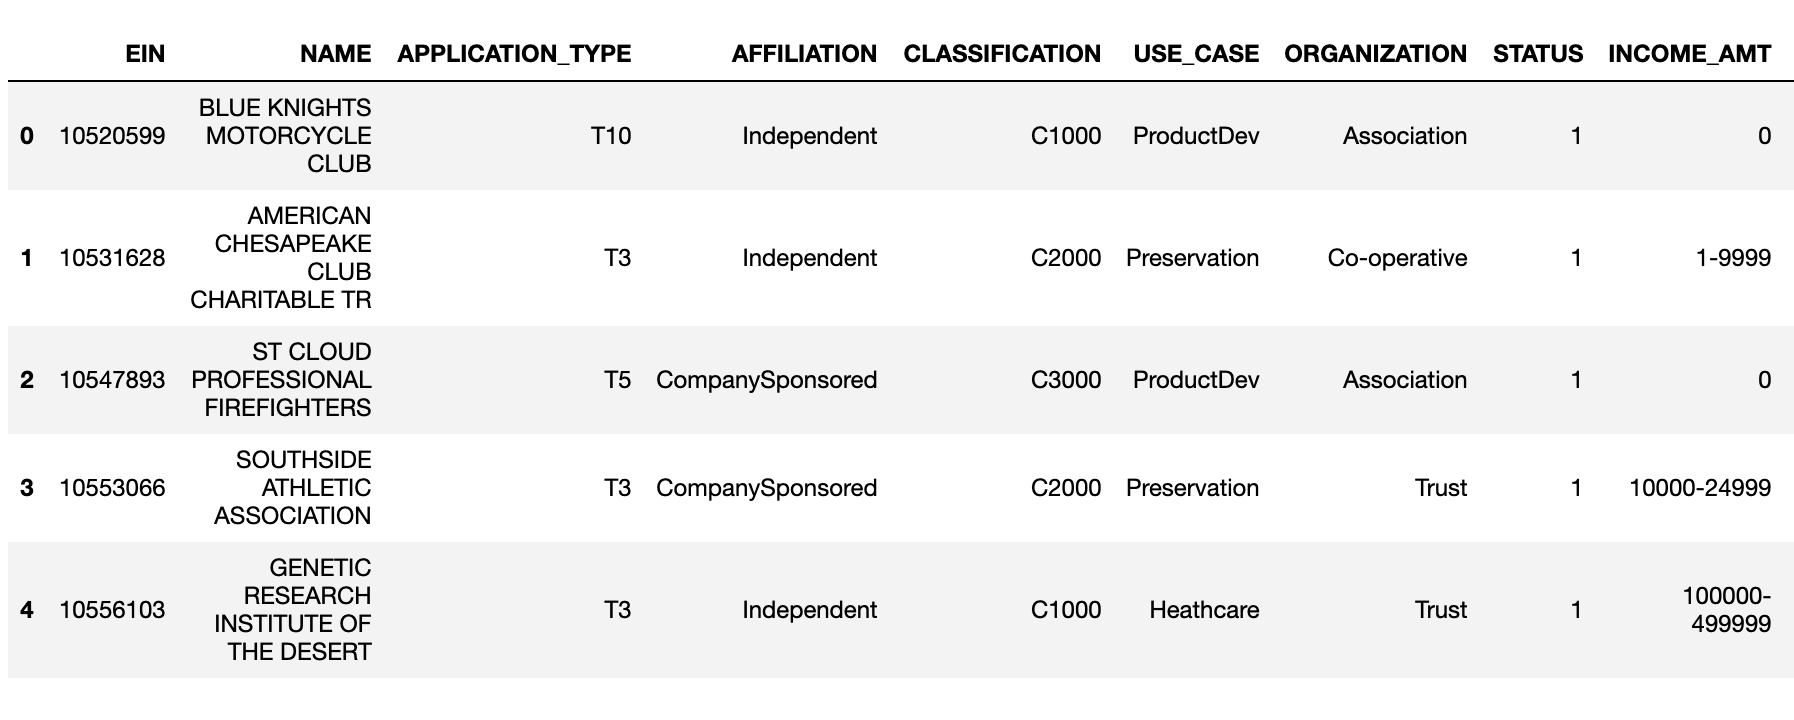 EIN NAME APPLICATION_TYPE AFFILIATION CLASSIFICATION USE_CASE ORGANIZATION STATUS INCOME_AMT
0 10520599 BLUE KNIGHTS MOTORCYCLE CLUB T10 Independent C1000 ProductDev Association 1 0
1 10531628 AMERICAN CHESAPEAKE CLUB CHARITABLE TR T3 Independent C2000 Preservation Co-operative 1 1-9999
2 10547893 ST CLOUD PROFESSIONAL FIREFIGHTERS T5 CompanySponsored C3000 ProductDev Association 1 0
3 10553066 SOUTHSIDE ATHLETIC ASSOCIATION T3 CompanySponsored C2000 Preservation Trust 1 10000-24999
4 10556103 GENETIC RESEARCH INSTITUTE OF THE DESERT T3 Independent C1000 Heathcare Trust 1 100000-499999